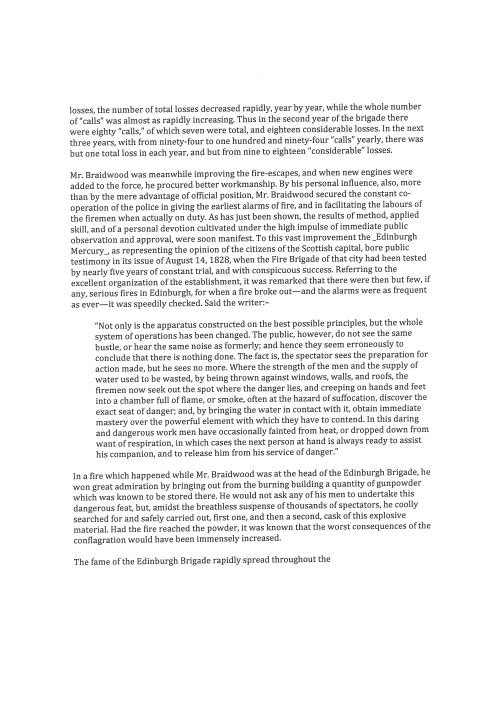 losses, the number of total losses decreased rapidly, year by year, while the whole number
of “calls” was almost as rapidly increasing. Thus in the second year of the brigade there
were eighty “calls,” of which seven were total, and eighteen considerable losses. In the next
three years, with from ninety-four to one hundred and ninety-four “calls” yearly, there was
but one total loss in each year, and but from nine to eighteen “considerable” losses.

Mr. Braidwood was meanwhile improving the fire-escapes, and when new engines were
added to the force, he procured better workmanship. By his personal influence, also, more
than by the mere advantage of official position, Mr. Braidwood secured the constant co-
operation of the police in giving the earliest alarms of fire, and in facilitating the labours of
the firemen when actually on duty. As has just been shown, the results of method, applied
skill, and of a personal devotion cultivated under the high impulse of immediate public
observation and approval, were soon manifest. To this vast improvement the _Edinburgh
Mercury_, as representing the opinion of the citizens of the Scottish capital, bore public
testimony in its issue of August 14, 1828, when the Fire Brigade of that city had been tested
by nearly five years of constant trial, and with conspicuous success. Referring to the
excellent organization of the establishment, it was remarked that there were then but few, if
any, serious fires in Edinburgh, for when a fire broke out—and the alarms were as frequent
as ever—it was speedily checked. Said the writer:–

“Not only is the apparatus constructed on the best possible principles, but the whole
system of operations has been changed. The public, however, do not see the same
bustle, or hear the same noise as formerly; and hence they seem erroneously to
conclude that there is nothing done. The fact is, the spectator sees the preparation for
action made, but he sees no more. Where the strength of the men and the supply of
water used to be wasted, by being thrown against windows, walls, and roofs, the
firemen now seek out the spot where the danger lies, and creeping on hands and feet
into a chamber full of flame, or smoke, often at the hazard of suffocation, discover the
exact seat of danger; and, by bringing the water in contact with it, obtain immediate
mastery over the powerful element with which they have to contend. In this daring
and dangerous work men have occasionally fainted from heat, or dropped down from
want of respiration, in which cases the next person at hand is always ready to assist
his companion, and to release him from his service of danger.”

In a fire which happened while Mr. Braidwood was at the head of the Edinburgh Brigade, he
won great admiration by bringing out from the burning building a quantity of gunpowder
which was known to be stored there. He would not ask any of his men to undertake this
dangerous feat, but, amidst the breathless suspense of thousands of spectators, he coolly
searched for and safely carried out, first one, and then a second, cask of this explosive
material. Had the fire reached the powder, it was known that the worst consequences of the
conflagration would have been immensely increased.

The fame of the Edinburgh Brigade rapidly spread throughout the